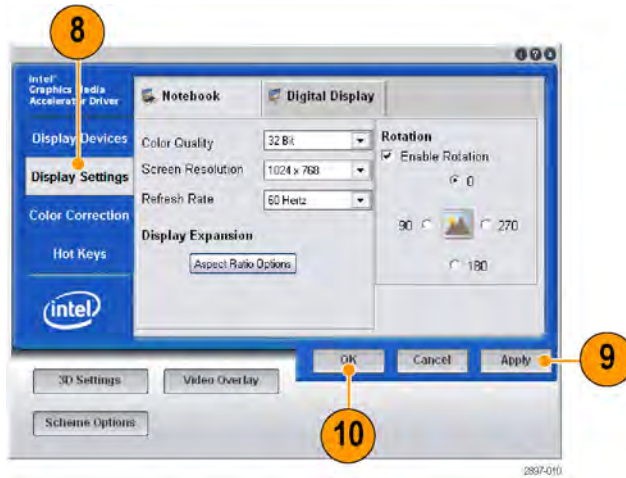 8
Intel®
Graphics Media
Accelerator Driver
Notebook
Digital Display
Display Devices
Display Settings
Color Correction
Hot Keys
intel
Color Quality
32 Bit
Screen Resolution
1024 x 768
Refresh Rate
60 Hertz
Display Expansion
Aspect Ratio Options
Rotation
Enable Rotation
0
90
270
180
OK
Cancel
Apply
9
3D Settings
Video Overlay
Scheme Options
10
2897-010